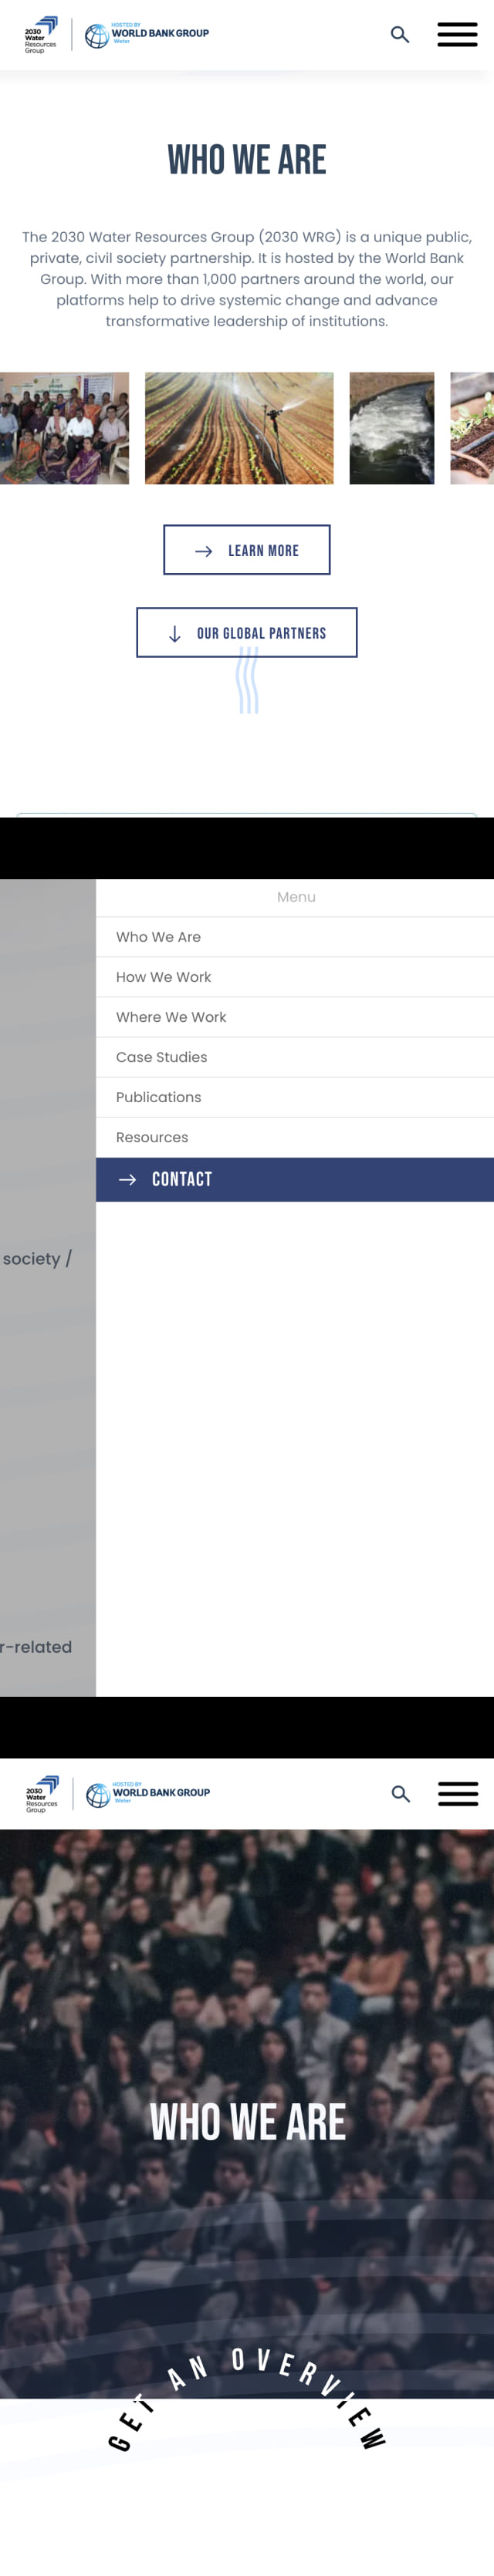 2030
Water
Resources
Group
HOSTED BY
WORLD BANK GROUP
Water
WHO WE ARE
The 2030 Water Resources Group (2030 WRG) is a unique public,
private, civil society partnership. It is hosted by the World Bank
Group. With more than 1,000 partners around the world, our
platforms help to drive systemic change and advance
transformative leadership of institutions.
→ LEARN MORE
↓ OUR GLOBAL PARTNERS
Menu
Who We Are
How We Work
Where We Work
Case Studies
Publications
Resources
→ CONTACT
society /
r-related
2030
Water
Resources
Group
HOSTED BY
WORLD BANK GROUP
Water
WHO WE ARE
GET AN OVERVIEW